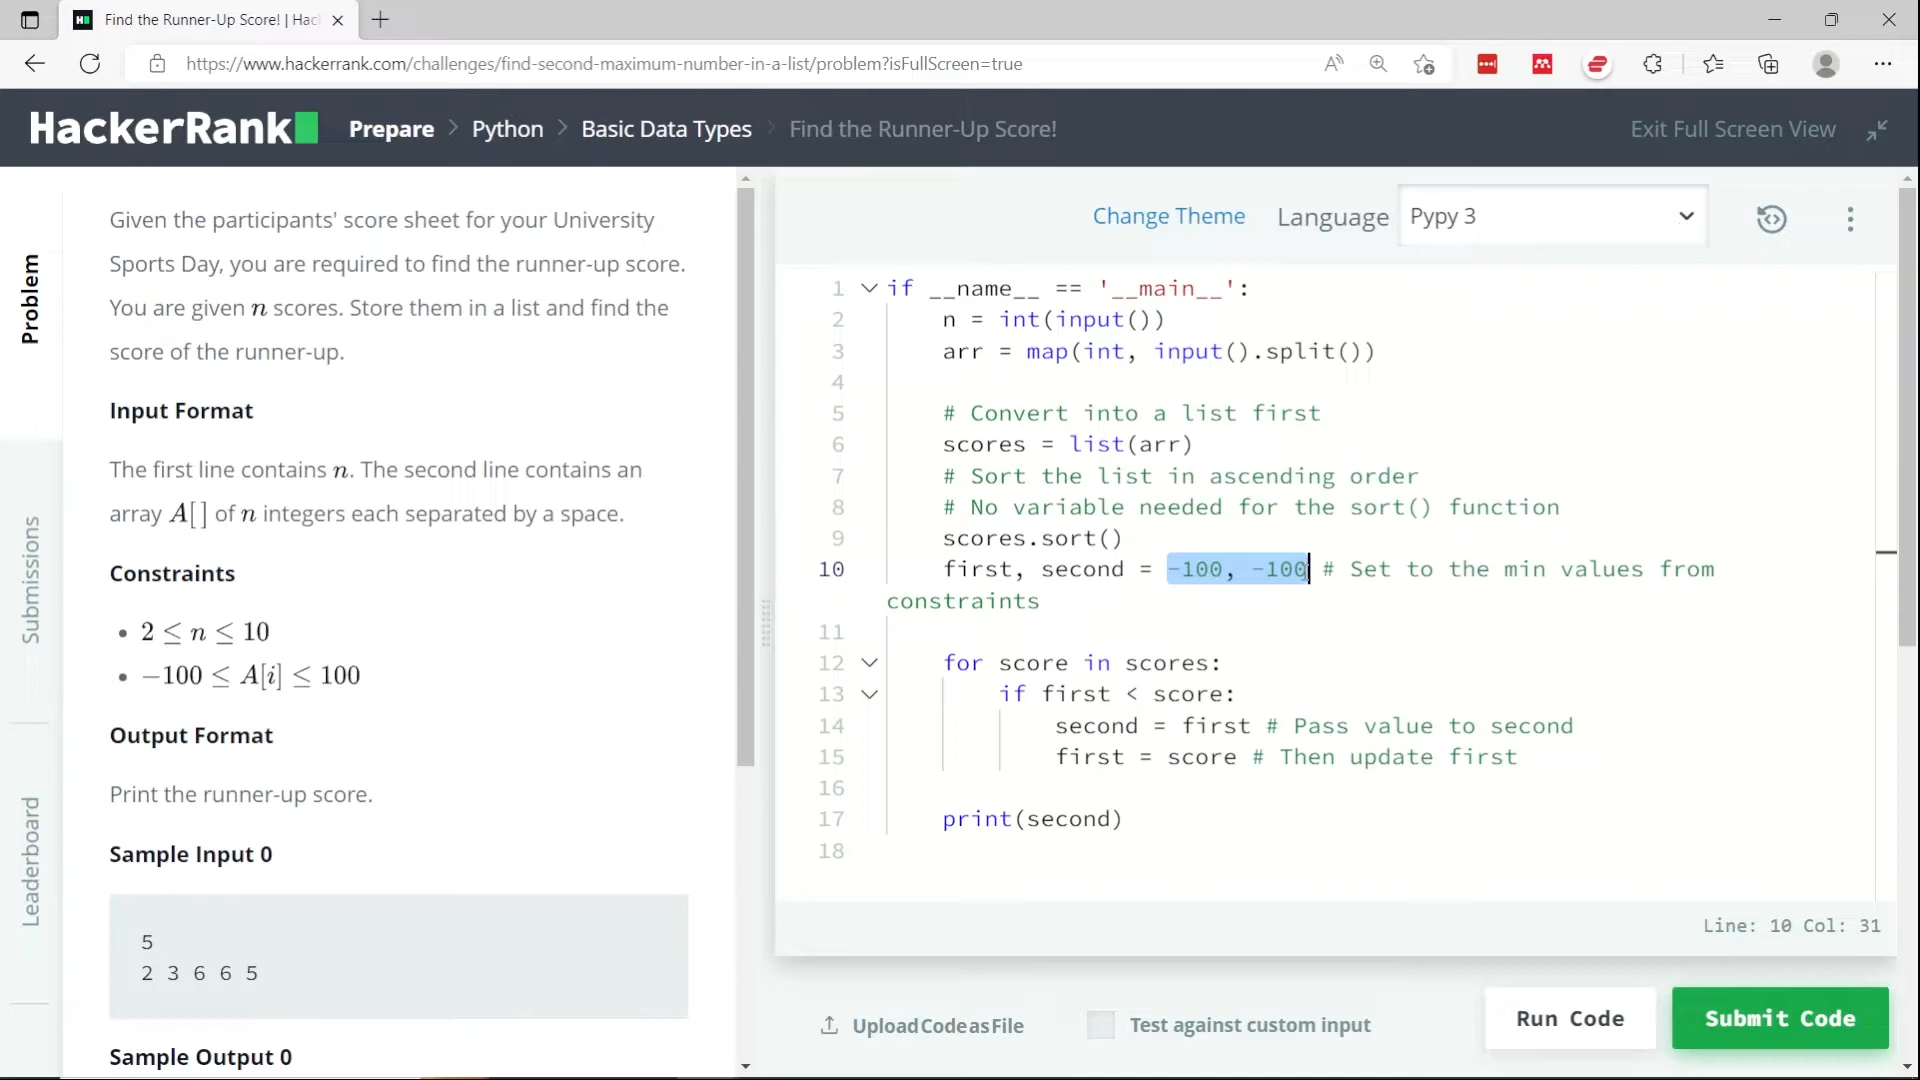 Find the Runner-Up Score! | Hac
https://www.hackerrank.com/challenges/find-second-maximum-number-in-a-list/problem?isFullScreen=true
HackerRank
Prepare > Python > Basic Data Types > Find the Runner-Up Score!
Exit Full Screen View
Problem
Submissions
Leaderboard
Given the participants' score sheet for your University
Sports Day, you are required to find the runner-up score.
You are given n scores. Store them in a list and find the
score of the runner-up.
Input Format
The first line contains n. The second line contains an
array A[] of n integers each separated by a space.
Constraints
• 2 ≤ n ≤ 10
• −100 ≤ A[i] ≤ 100
Output Format
Print the runner-up score.
Sample Input 0
5
2 3 6 6 5
Sample Output 0
Change Theme Language Pypy 3
1 if __name__ == '__main__':
2 n = int(input())
3 arr = map(int, input().split())
4
5 # Convert into a list first
6 scores = list(arr)
7 # Sort the list in ascending order
8 # No variable needed for the sort() function
9 scores.sort()
10 first, second = -100, -100 # Set to the min values from
constraints
11
12 for score in scores:
13 if first < score:
14 second = first # Pass value to second
15 first = score # Then update first
16
17 print(second)
18
Line: 10 Col: 31
Upload Code as File
Test against custom input
Run Code
Submit Code